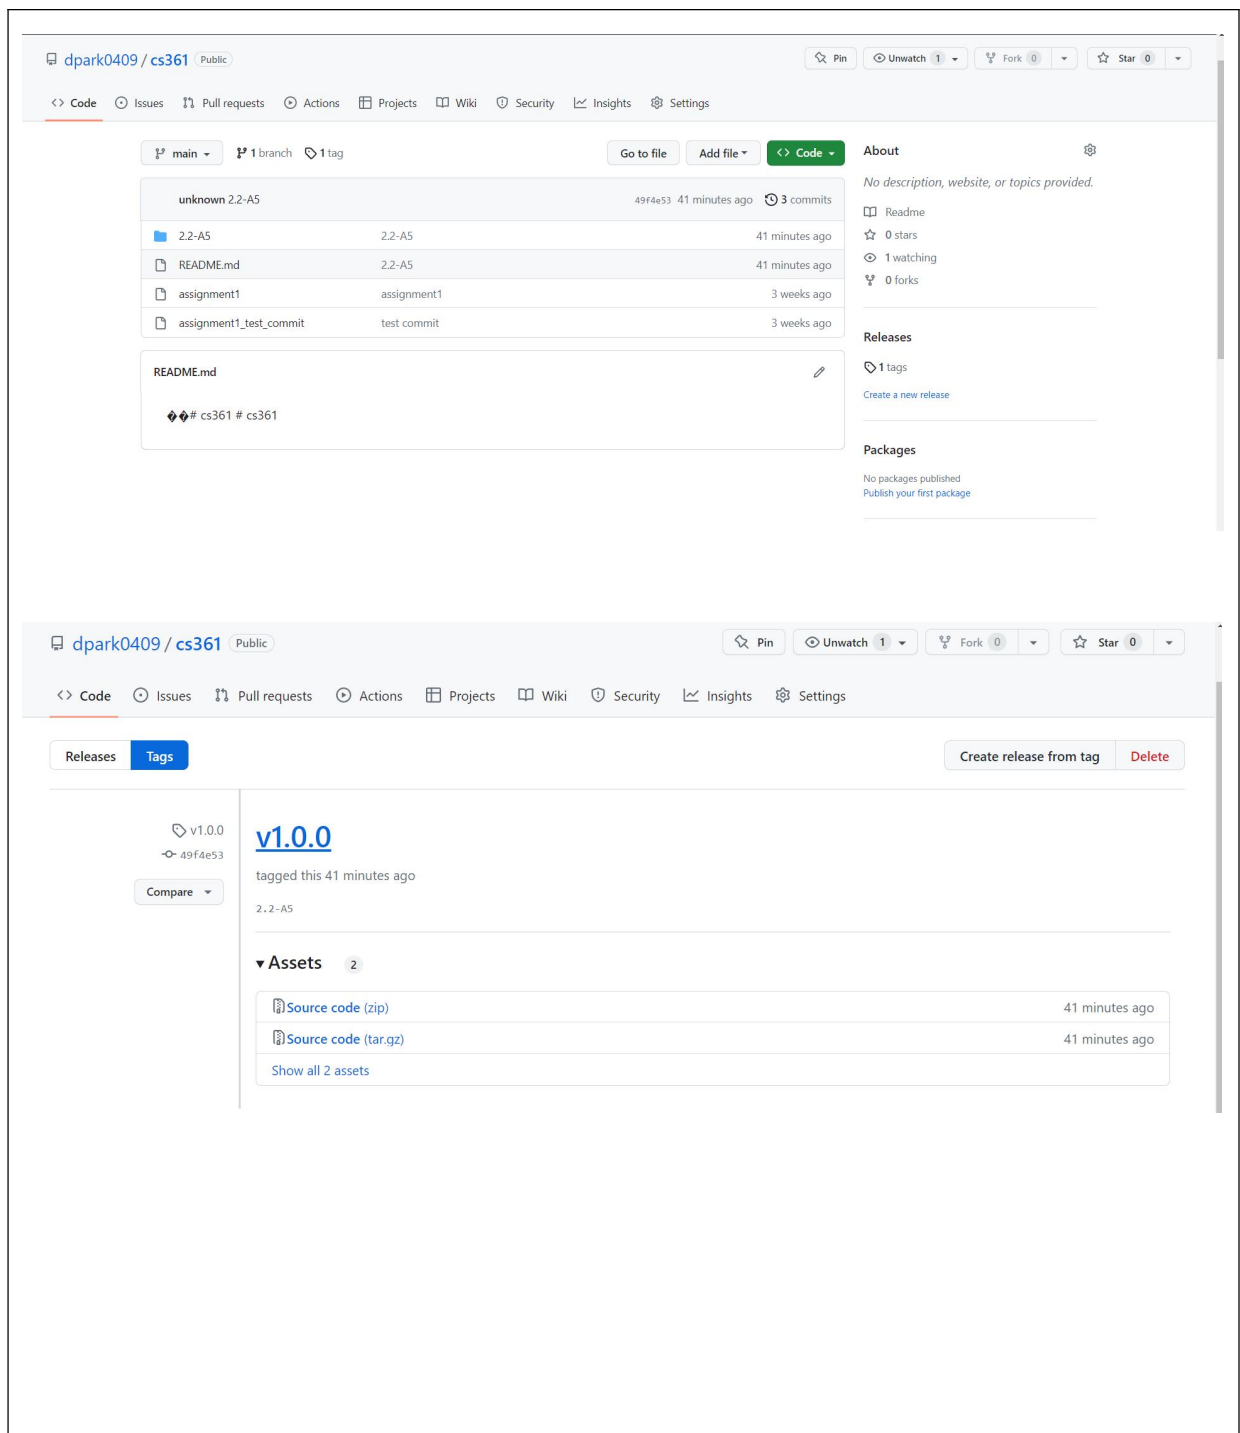 dpark0409 / cs361 Public Pin Unwatch 1 Fork 0 Star 0
<> Code Issues Pull requests Actions Projects Wiki Security Insights Settings
main 1 branch 1 tag Go to file Add file <> Code
unknown 2.2-A5 49f4e53 41 minutes ago 3 commits
2.2-A5 2.2-A5 41 minutes ago
README.md 2.2-A5 41 minutes ago
assignment1 assignment1 3 weeks ago
assignment1_test_commit test commit 3 weeks ago
README.md
��# cs361 # cs361
About
No description, website, or topics provided.
Readme
0 stars
1 watching
0 forks
Releases
1 tags
Create a new release
Packages
No packages published
Publish your first package
dpark0409 / cs361 Public Pin Unwatch 1 Fork 0 Star 0
<> Code Issues Pull requests Actions Projects Wiki Security Insights Settings
Releases Tags Create release from tag Delete
v1.0.0
49f4e53
Compare
v1.0.0
tagged this 41 minutes ago
2.2-A5
Assets 2
Source code (zip) 41 minutes ago
Source code (tar.gz) 41 minutes ago
Show all 2 assets